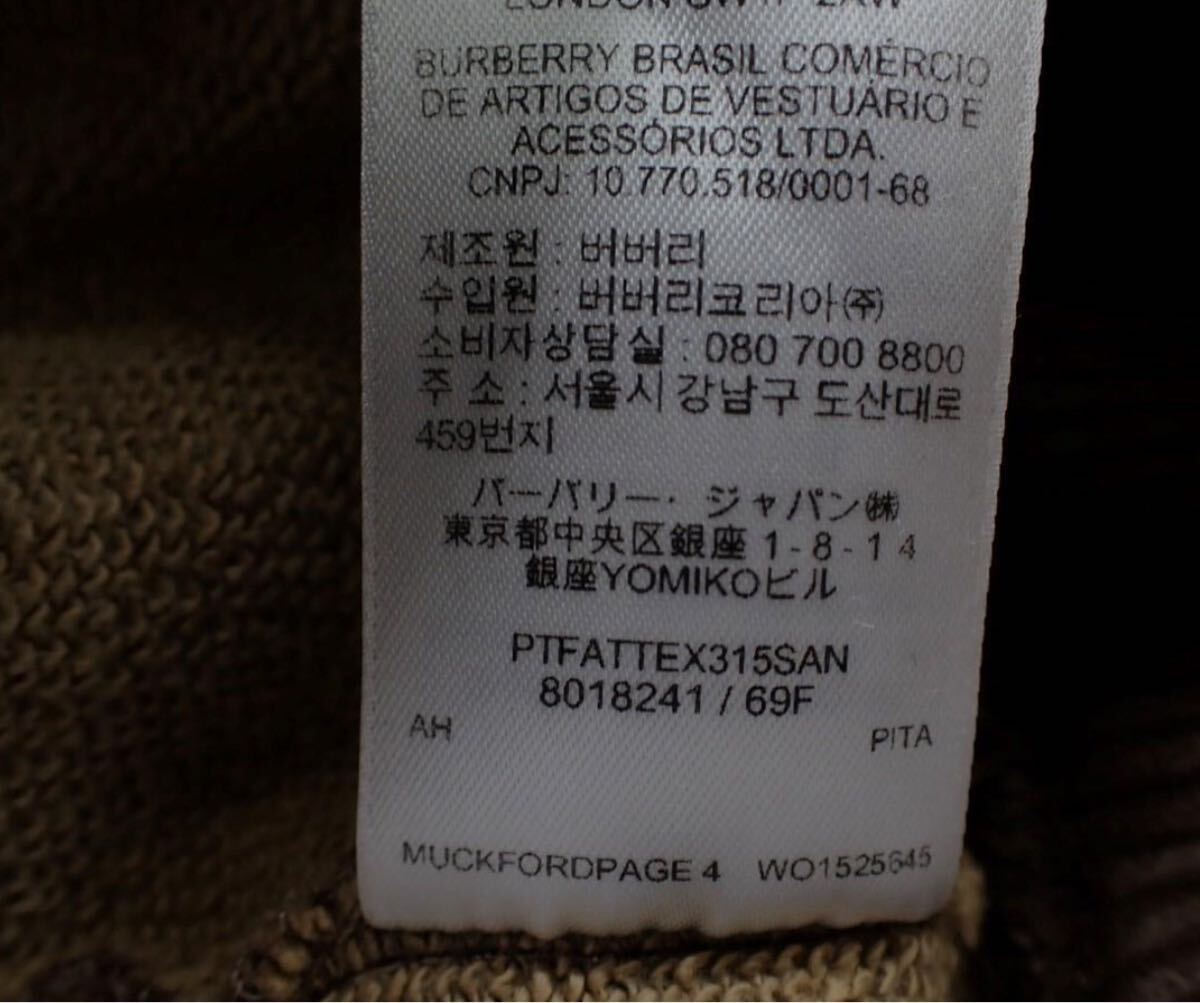 LONDON SW1P 2AW
BURBERRY BRASIL COMÉRCIO
DE ARTIGOS DE VESTUÁRIO E
ACESSÓRIOS LTDA.
CNPJ: 10.770.518/0001-68
제조원 : 버버리
수입원 : 버버리코리아㈜
소비자상담실 : 080 700 8800
주 소 : 서울시 강남구 도산대로
459번지
バーバリー・ジャパン㈱
東京都中央区銀座 1-8-14
銀座YOMIKOビル
PTFATTEX315SAN
8018241 / 69F
AH PITA
MUCKFORDPAGE 4 WO1525645